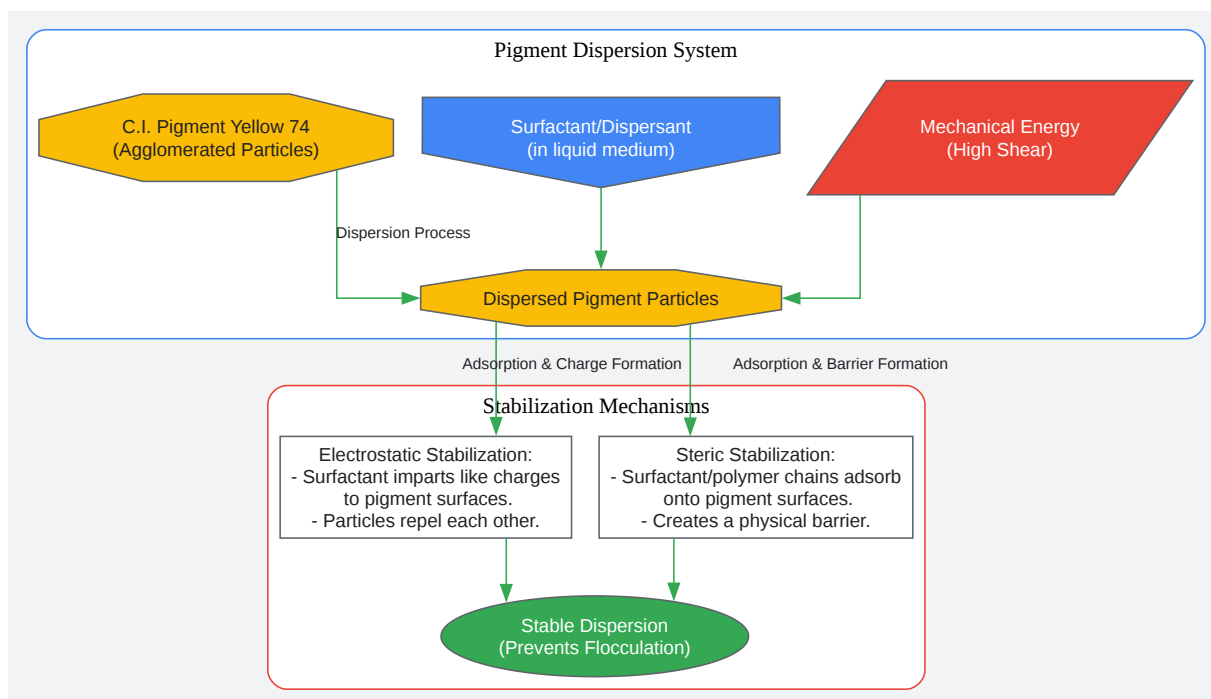 Pigment Dispersion System
C.I. Pigment Yellow 74
(Agglomerated Particles)
Surfactant/Dispersant
(in liquid medium)
Mechanical Energy
(High Shear)
Dispersion Process
Dispersed Pigment Particles
Adsorption & Charge Formation
Adsorption & Barrier Formation
Stabilization Mechanisms
Electrostatic Stabilization:
- Surfactant imparts like charges
to pigment surfaces.
- Particles repel each other.
Steric Stabilization:
- Surfactant/polymer chains adsorb
onto pigment surfaces.
- Creates a physical barrier.
Stable Dispersion
(Prevents Flocculation)